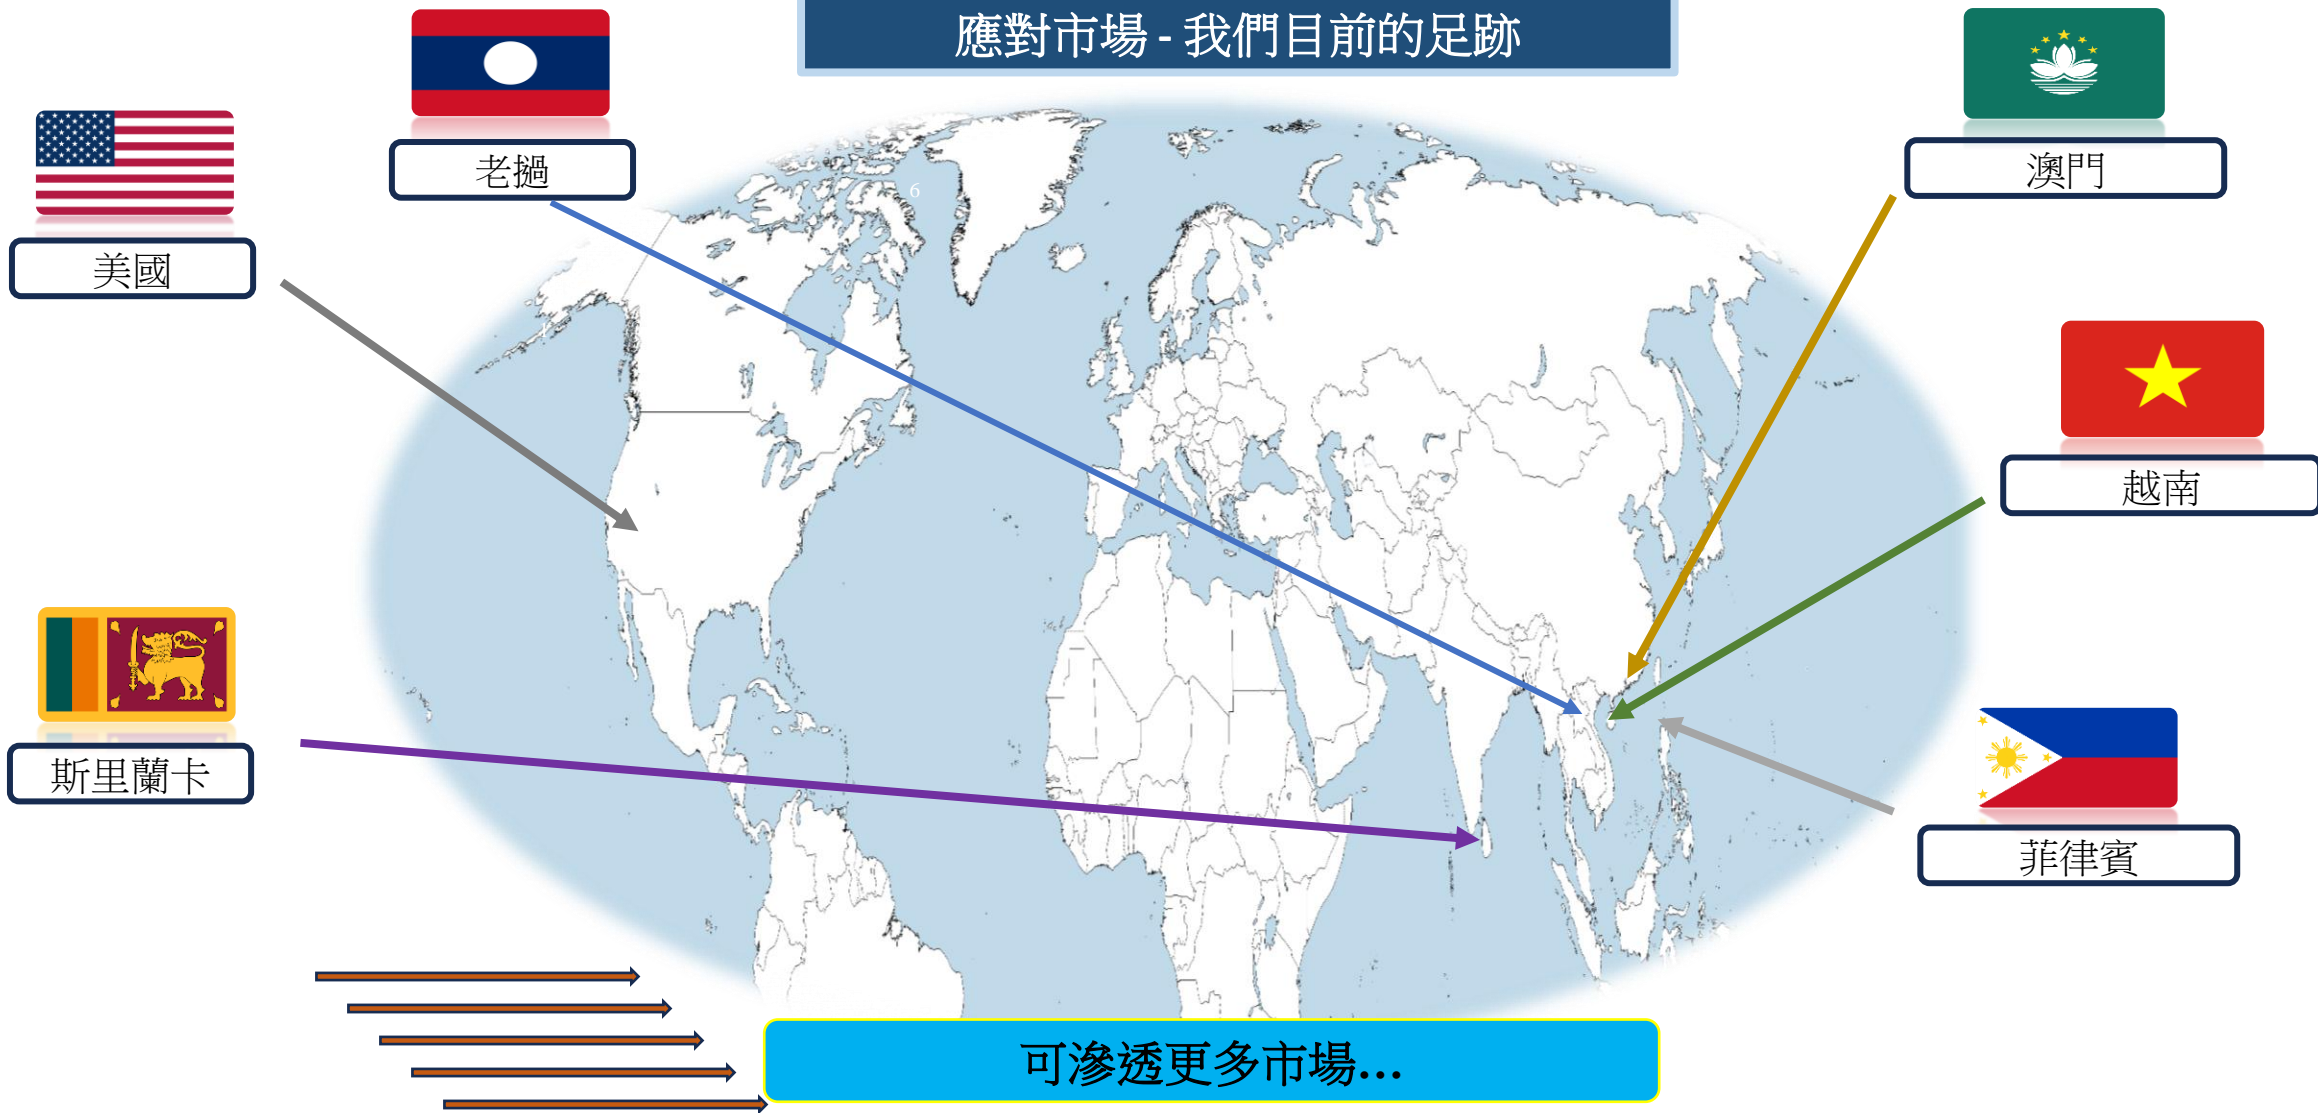 應對市場 - 我們目前的足跡
老撾
澳門
美國
6
越南
斯里蘭卡
菲律賓
可滲透更多市場...